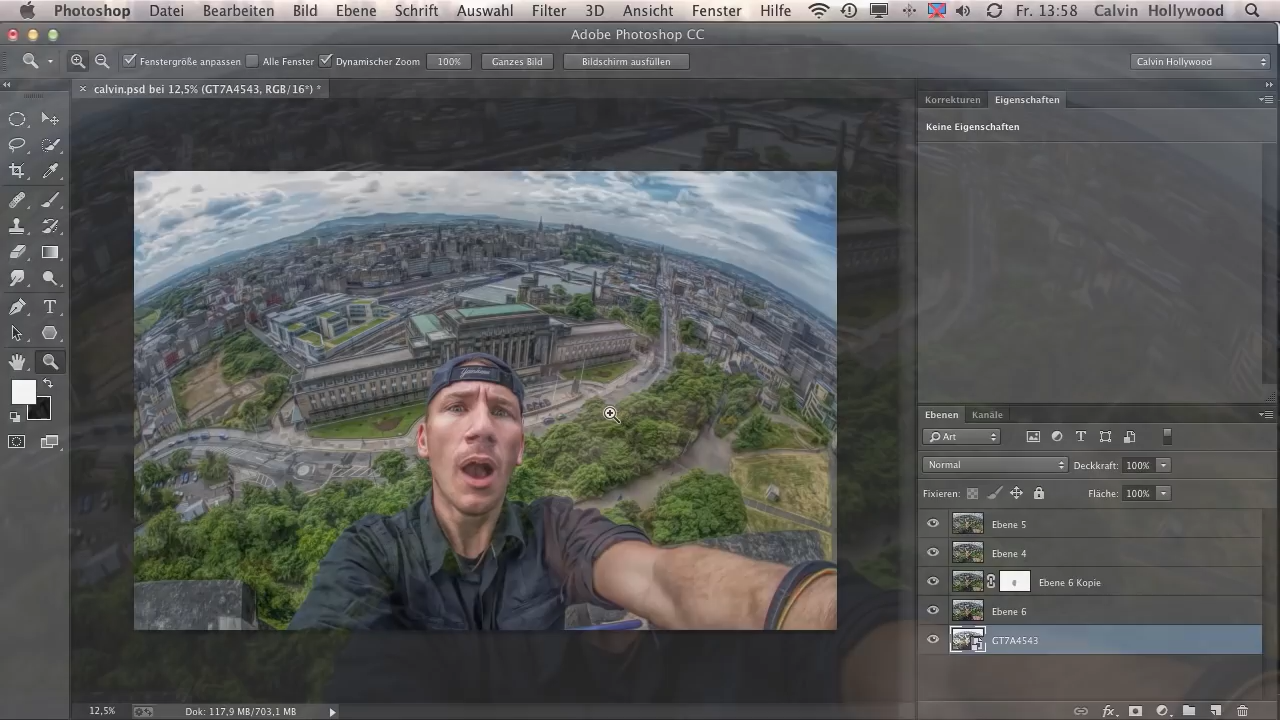 Photoshop Datei Bearbeiten Bild Ebene Schrift Auswahl Filter 3D Ansicht Fenster Hilfe Fr. 13:58 Calvin Hollywood
Adobe Photoshop CC
Fenstergröße anpassen Alle Fenster Dynamischer Zoom 100% Ganzes Bild Bildschirm ausfüllen Calvin Hollywood
calvin.psd bei 12,5% (GT7A4543, RGB/16*) *
Korrekturen Eigenschaften
Keine Eigenschaften
Ebenen Kanäle
Art
Normal Deckkraft: 100%
Fixieren: Fläche: 100%
Ebene 5
Ebene 4
Ebene 6 Kopie
Ebene 6
GT7A4543
12,5% Dok: 117,9 MB/703,1 MB